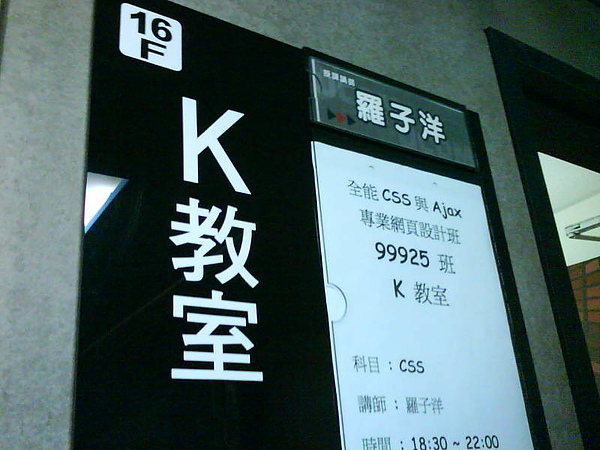 16
F
K
教
室
授課講師
羅子洋
全能 CSS 與 Ajax
專業網頁設計班
99925 班
K 教室
科目 : CSS
講師 : 羅子洋
時間 : 18:30 ~ 22:00